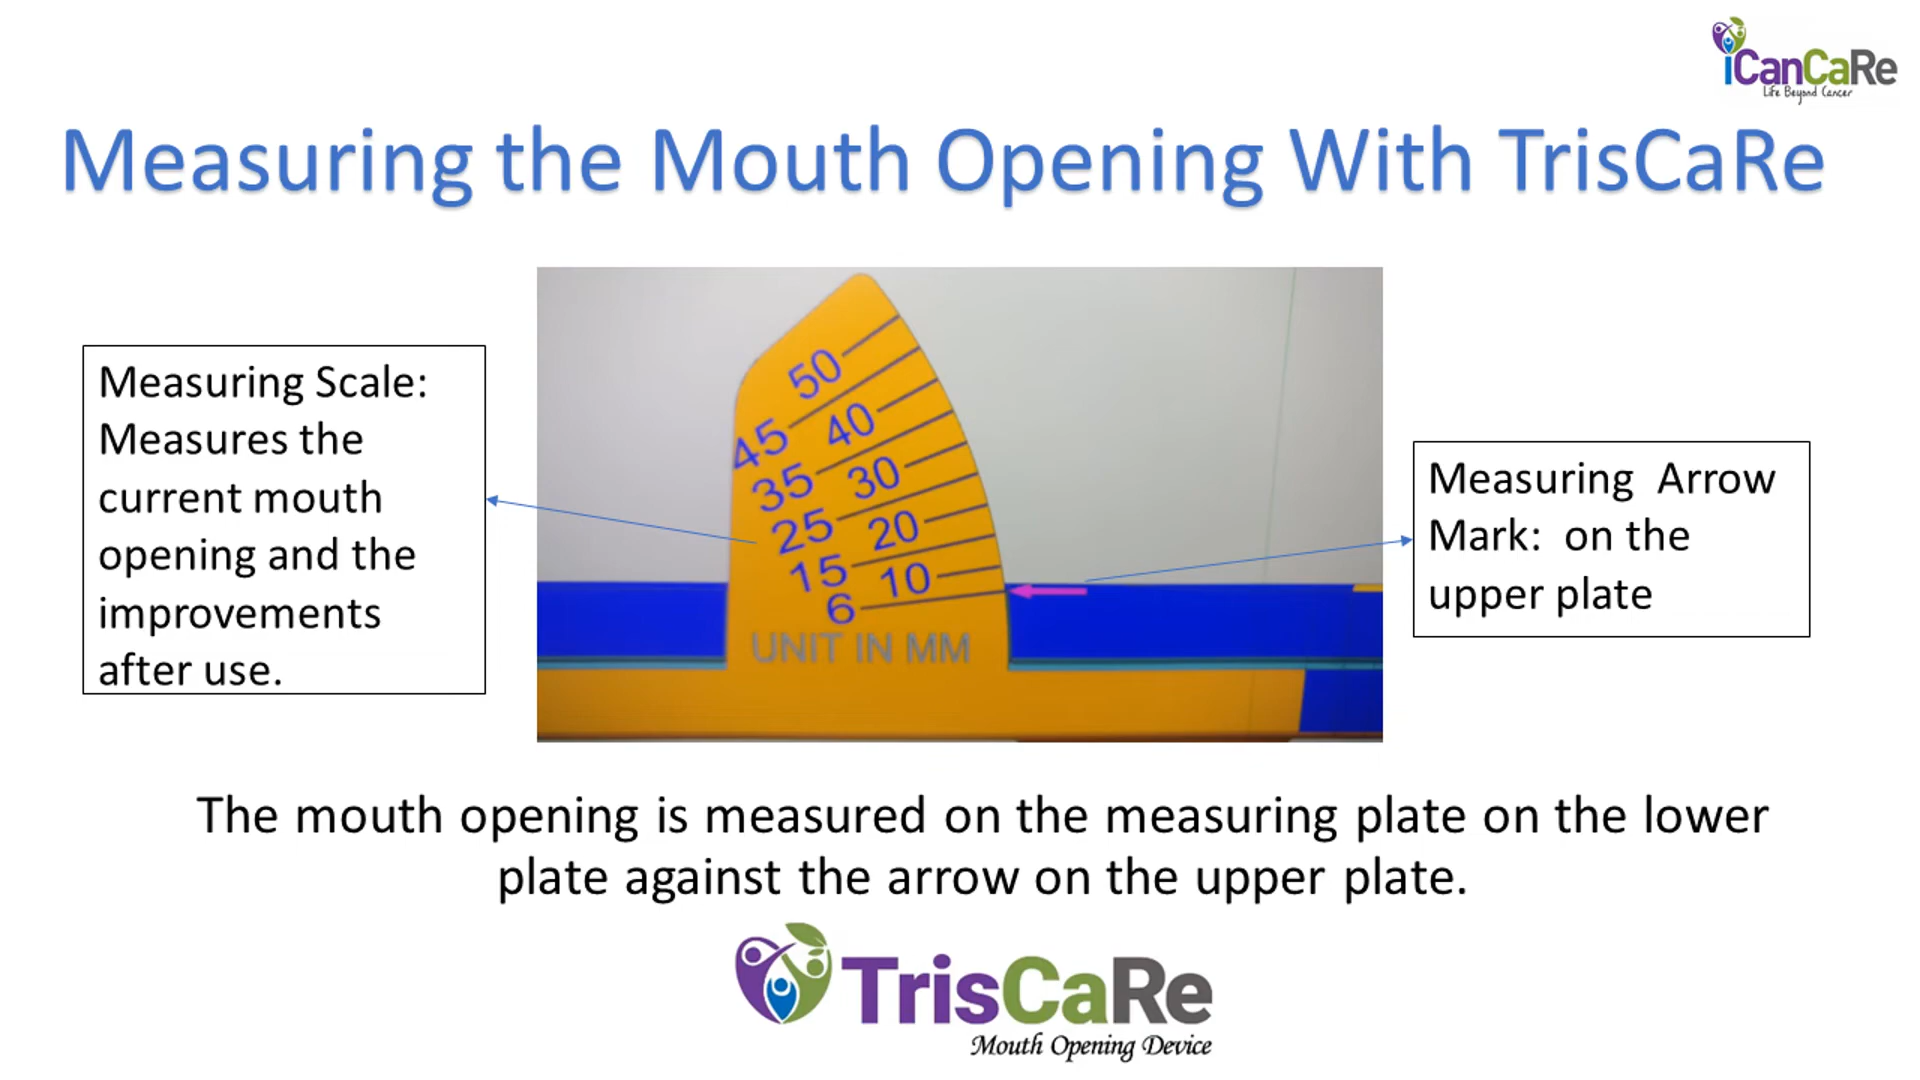 iCanCaRe
Life Beyond Cancer
Measuring the Mouth Opening With TrisCaRe
Measuring Scale:
Measures the
current mouth
opening and the
improvements
after use.
50
45
40
35
30
25
20
15
10
6
UNIT IN MM
Measuring Arrow
Mark: on the
upper plate
The mouth opening is measured on the measuring plate on the lower
plate against the arrow on the upper plate.
TrisCaRe
Mouth Opening Device